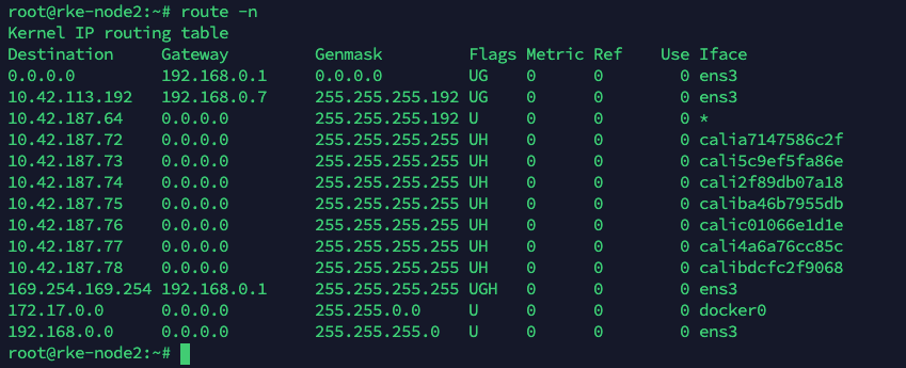 root@rke-node2:~# route -n
Kernel IP routing table
Destination Gateway Genmask Flags Metric Ref Use Iface
0.0.0.0 192.168.0.1 0.0.0.0 UG 0 0 0 ens3
10.42.113.192 192.168.0.7 255.255.255.192 UG 0 0 0 ens3
10.42.187.64 0.0.0.0 255.255.255.192 U 0 0 0 *
10.42.187.72 0.0.0.0 255.255.255.255 UH 0 0 0 calia7147586c2f
10.42.187.73 0.0.0.0 255.255.255.255 UH 0 0 0 cali5c9ef5fa86e
10.42.187.74 0.0.0.0 255.255.255.255 UH 0 0 0 cali2f89db07a18
10.42.187.75 0.0.0.0 255.255.255.255 UH 0 0 0 caliba46b7955db
10.42.187.76 0.0.0.0 255.255.255.255 UH 0 0 0 calic01066e1d1e
10.42.187.77 0.0.0.0 255.255.255.255 UH 0 0 0 cali4a6a76cc85c
10.42.187.78 0.0.0.0 255.255.255.255 UH 0 0 0 calibdcfc2f9068
169.254.169.254 192.168.0.1 255.255.255.255 UGH 0 0 0 ens3
172.17.0.0 0.0.0.0 255.255.0.0 U 0 0 0 docker0
192.168.0.0 0.0.0.0 255.255.255.0 U 0 0 0 ens3
root@rke-node2:~#